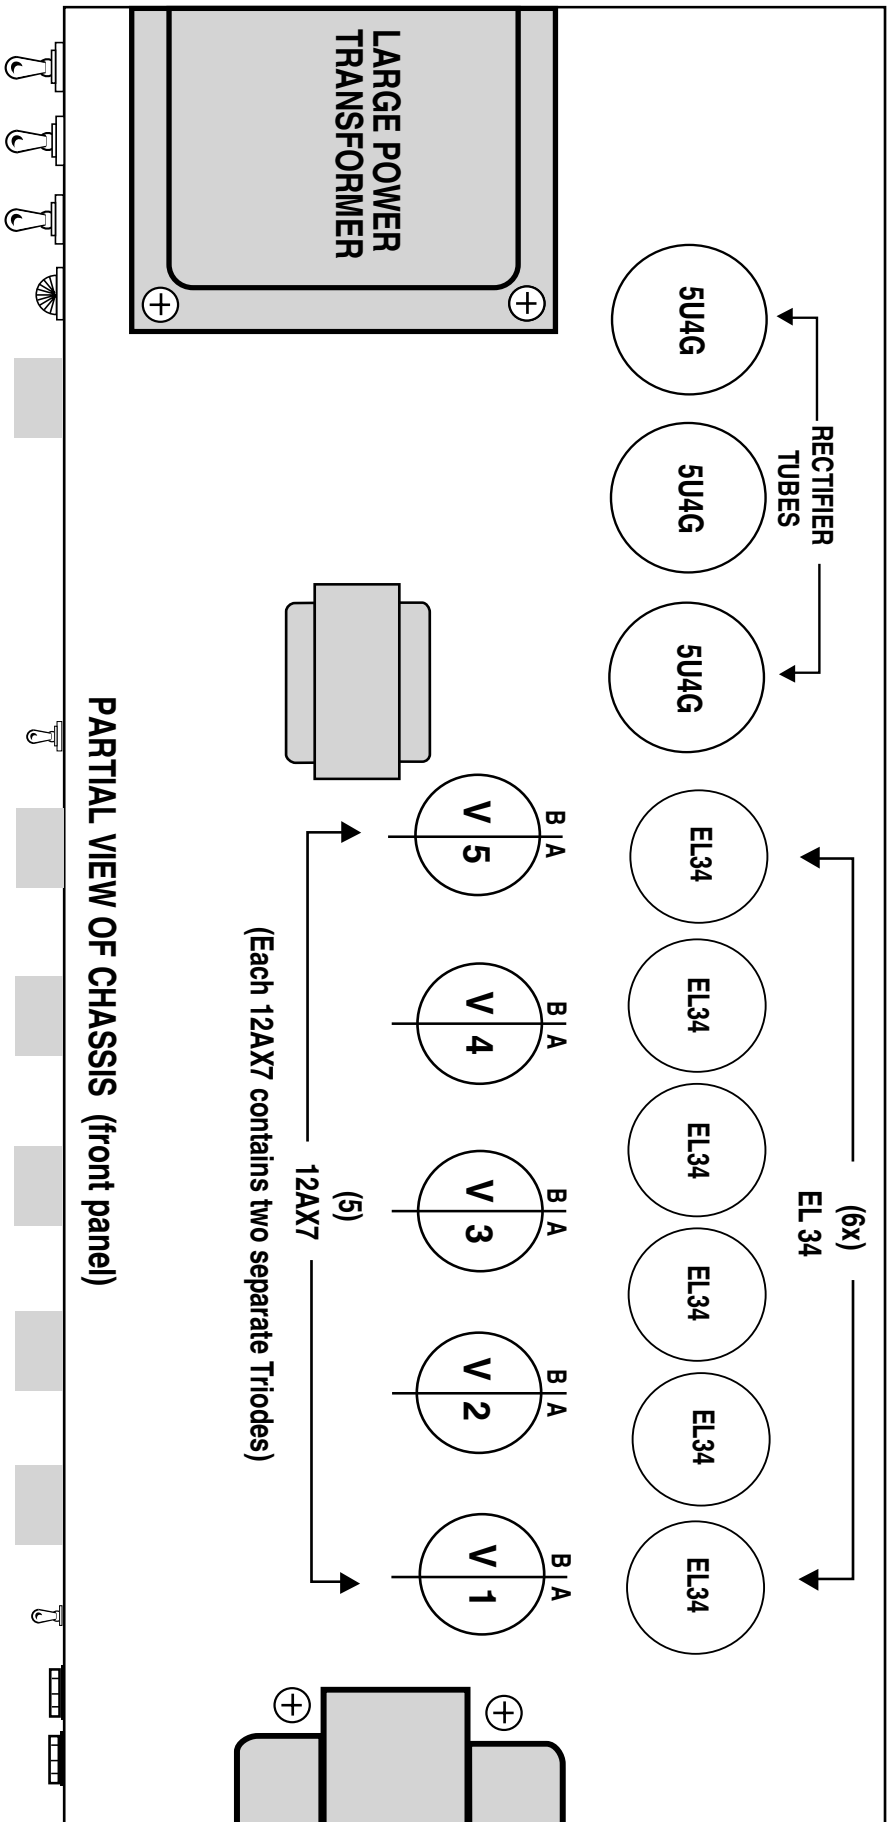 RECTIFIER
TUBES
(6x)
EL 34
5U4G
5U4G
5U4G
EL34
EL34
EL34
EL34
EL34
EL34
B A
B A
B A
B A
B A
V 5
V 4
V 3
V 2
V 1
LARGE POWER
TRANSFORMER
(5)
12AX7
(Each 12AX7 contains two separate Triodes)
PARTIAL VIEW OF CHASSIS (front panel)